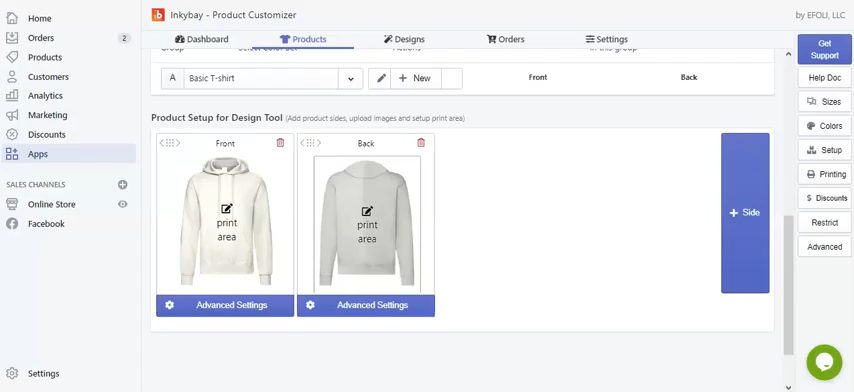 Home
Orders
2
Products
Customers
Analytics
Marketing
Discounts
Apps
SALES CHANNELS
Online Store
Facebook
Settings
Inkybay - Product Customizer
by EFOLI, LLC
Dashboard
Products
Designs
Orders
Settings
A
Basic T-shirt
New
Front
Back
Product Setup for Design Tool (Add product sides, upload images and setup print area)
Front
Back
print
area
print
area
Advanced Settings
Advanced Settings
+ Side
Get
Support
Help Doc
Sizes
Colors
Setup
Printing
$ Discounts
Restrict
Advanced